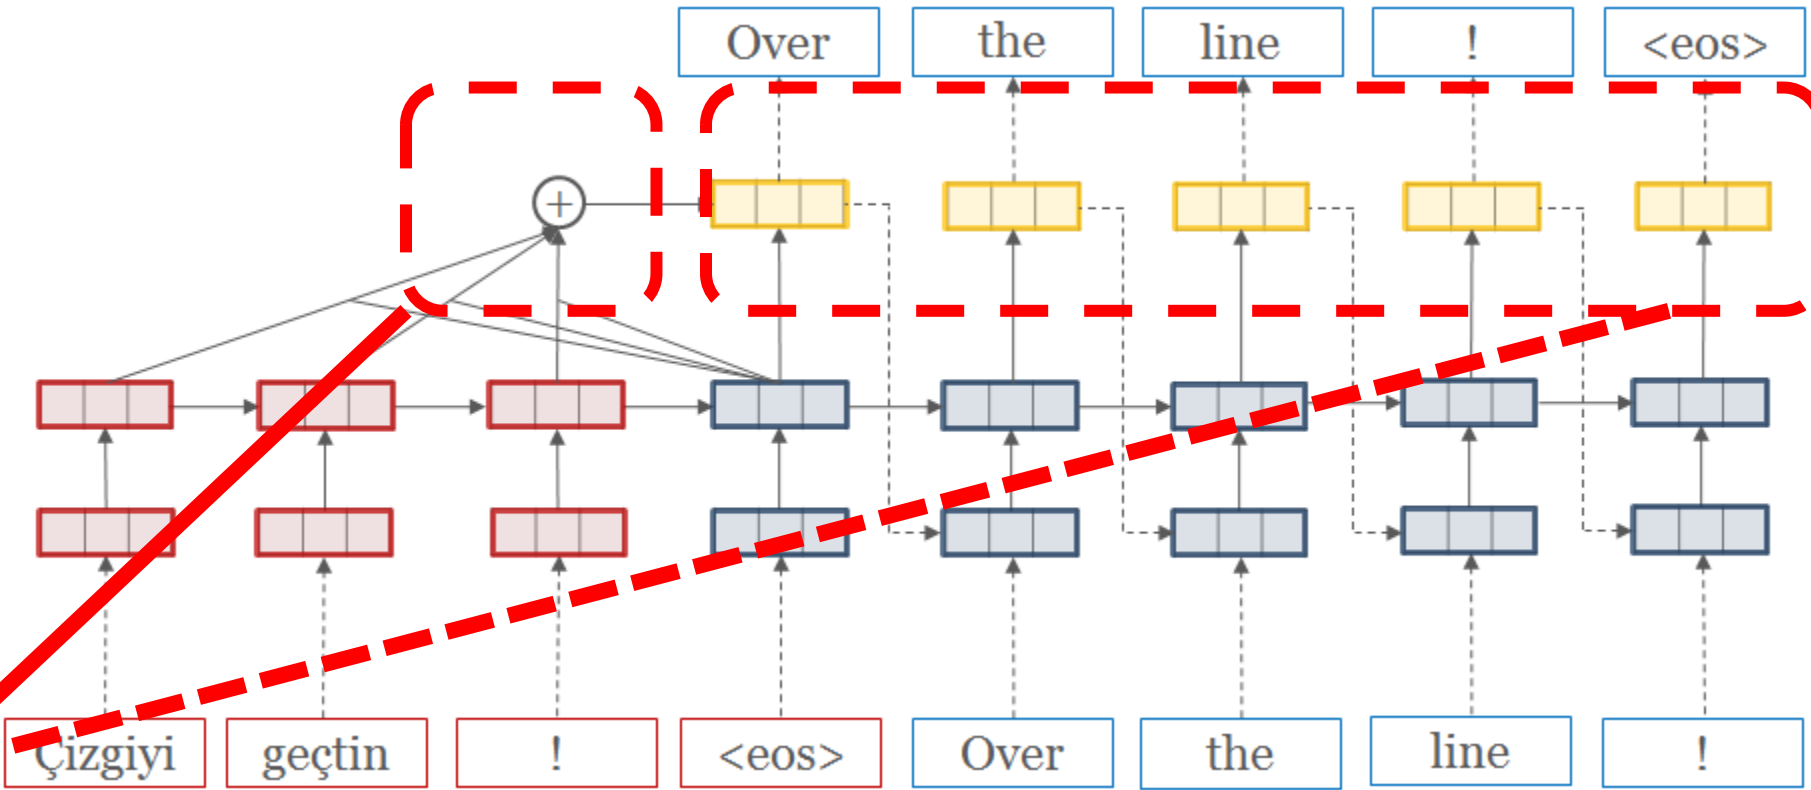 Over the line ! <eos>
+
Çizgiyi geçtin ! <eos> Over the line !